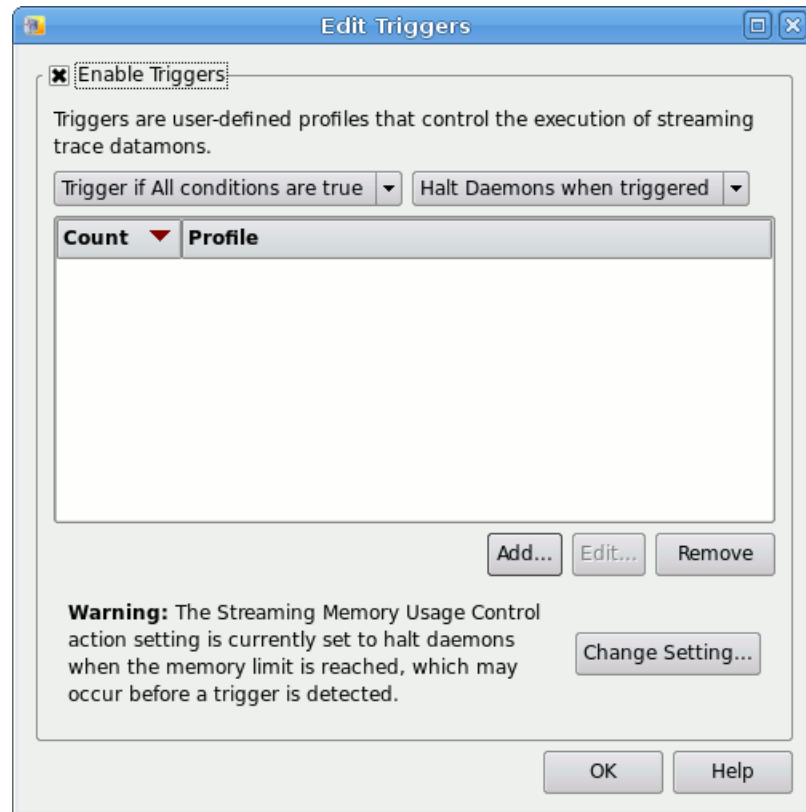 Edit Triggers
Enable Triggers
Triggers are user-defined profiles that control the execution of streaming
trace datamons.
Trigger if All conditions are true Halt Daemons when triggered
Count Profile
Add... Edit... Remove
Warning: The Streaming Memory Usage Control
action setting is currently set to halt daemons
when the memory limit is reached, which may
occur before a trigger is detected.
Change Setting...
OK Help